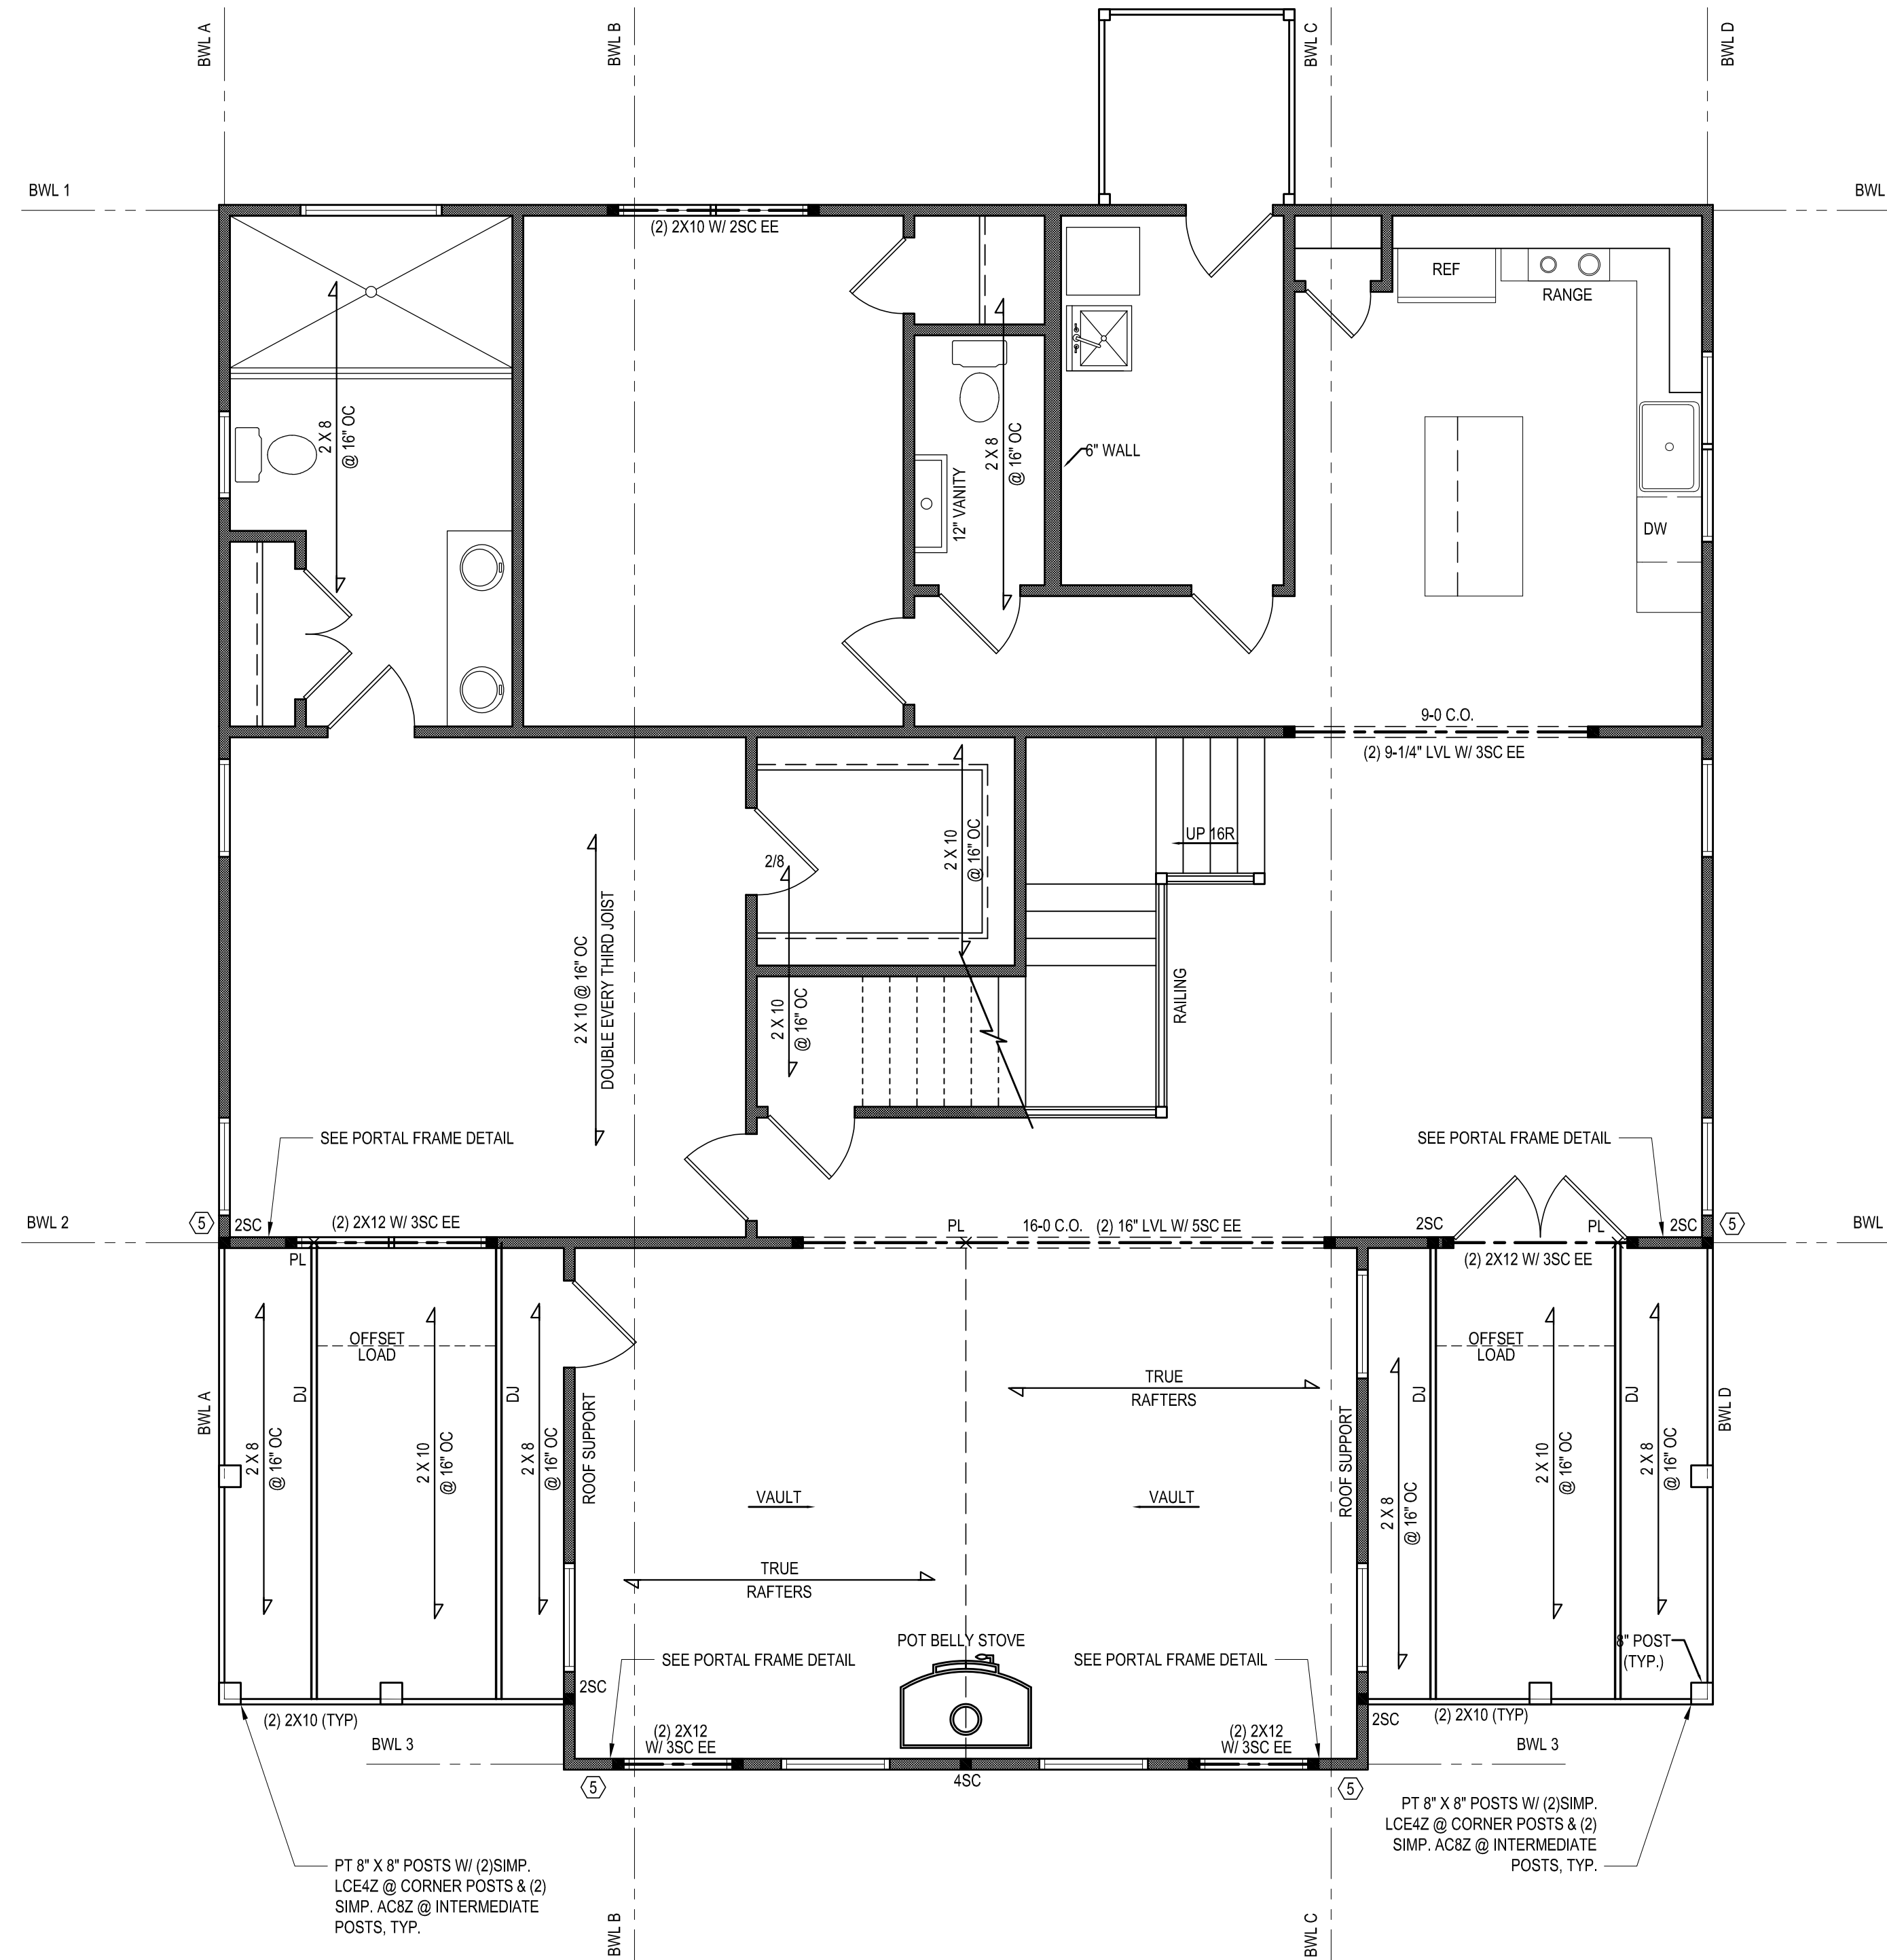 BWL A
BWL B
BWL C
BWL D
BWL 1
BWL
(2) 2X10 W/ 2SC EE
REF
RANGE
2 X 8
@ 16" OC
2 X 8
@ 16" OC
12" VANITY
6" WALL
DW
9-0 C.O.
(2) 9-1/4" LVL W/ 3SC EE
UP 16R
2/8
2 X 10
@ 16" OC
2 X 10 @ 16" OC
DOUBLE EVERY THIRD JOIST
2 X 10
@ 16" OC
RAILING
SEE PORTAL FRAME DETAIL
SEE PORTAL FRAME DETAIL
BWL 2
5
2SC
(2) 2X12 W/ 3SC EE
PL
16-0 C.O.
(2) 16" LVL W/ 5SC EE
2SC
PL
2SC
5
BWL
PL
(2) 2X12 W/ 3SC EE
OFFSET
LOAD
OFFSET
LOAD
BWL A
2 X 8
@ 16" OC
DJ
2 X 10
@ 16" OC
DJ
2 X 8
@ 16" OC
ROOF SUPPORT
TRUE
RAFTERS
ROOF SUPPORT
2 X 8
@ 16" OC
DJ
2 X 10
@ 16" OC
DJ
2 X 8
@ 16" OC
BWL D
VAULT
VAULT
TRUE
RAFTERS
POT BELLY STOVE
SEE PORTAL FRAME DETAIL
SEE PORTAL FRAME DETAIL
8" POST
(TYP.)
2SC
(2) 2X10 (TYP)
2SC
(2) 2X10 (TYP)
BWL 3
(2) 2X12
W/ 3SC EE
(2) 2X12
W/ 3SC EE
BWL 3
5
4SC
5
PT 8" X 8" POSTS W/ (2)SIMP.
LCE4Z @ CORNER POSTS & (2)
SIMP. AC8Z @ INTERMEDIATE
POSTS, TYP.
PT 8" X 8" POSTS W/ (2)SIMP.
LCE4Z @ CORNER POSTS & (2)
SIMP. AC8Z @ INTERMEDIATE
POSTS, TYP.
BWL B
BWL C